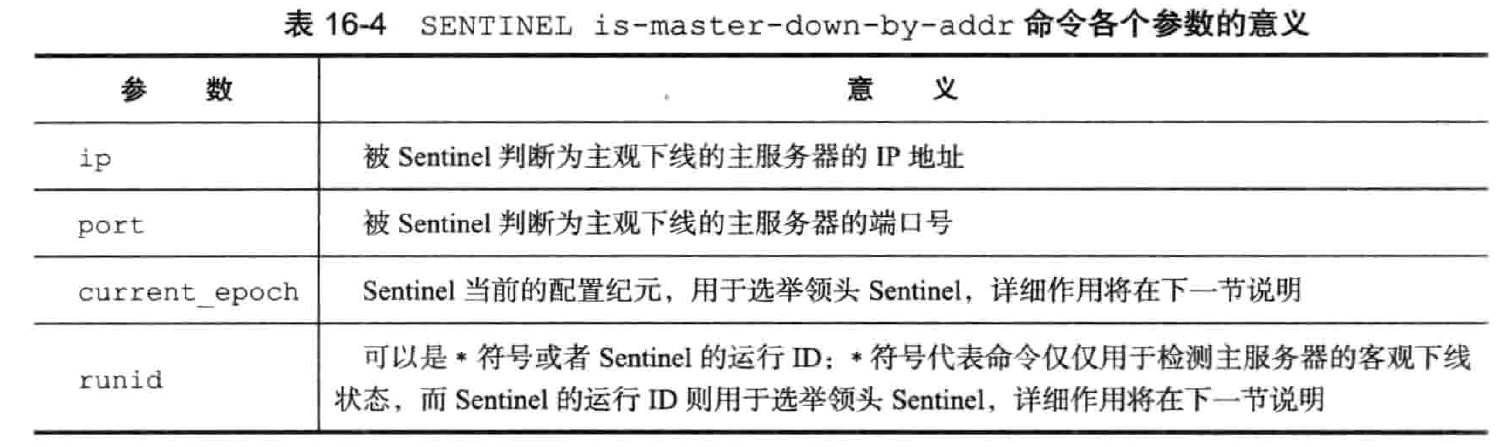 表 16-4 SENTINEL is-master-down-by-addr 命令各个参数的意义
参 数 意 义
ip 被 Sentinel 判断为主观下线的主服务器的 IP 地址
port 被 Sentinel 判断为主观下线的主服务器的端口号
current_epoch Sentinel 当前的配置纪元，用于选举领头 Sentinel，详细作用将在下一节说明
runid 可以是 * 符号或者 Sentinel 的运行 ID：* 符号代表命令仅仅用于检测主服务器的客观下线
状态，而 Sentinel 的运行 ID 则用于选举领头 Sentinel，详细作用将在下一节说明